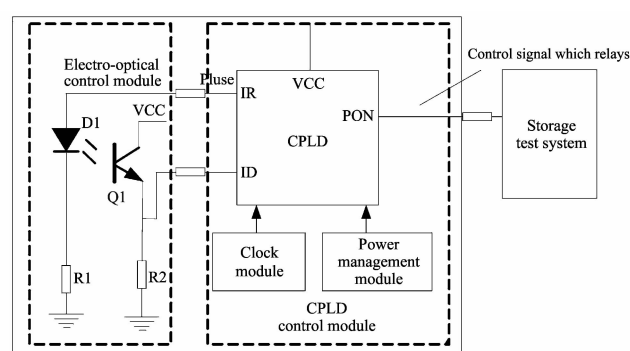 Electro-optical
control module
Pluse
VCC
D1
Q1
R1
R2
IR
VCC
PON
CPLD
ID
Clock
module
Power
management
module
CPLD
control module
Control signal which relays
Storage
test system